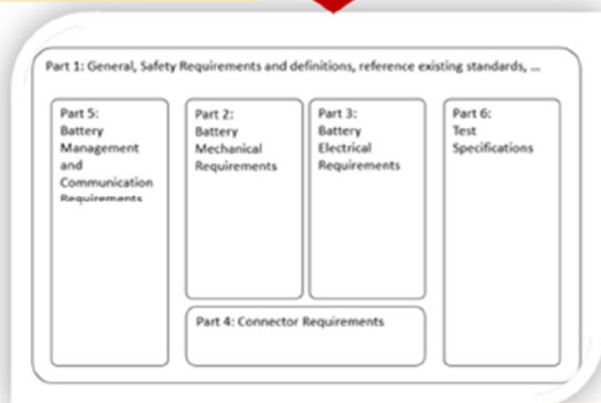 Part 1: General, Safety Requirements and definitions, reference existing standards, ...
Part 5:
Battery
Management
and
Communication
Requirements
Part 2:
Battery
Mechanical
Requirements
Part 3:
Battery
Electrical
Requirements
Part 6:
Test
Specifications
Part 4: Connector Requirements